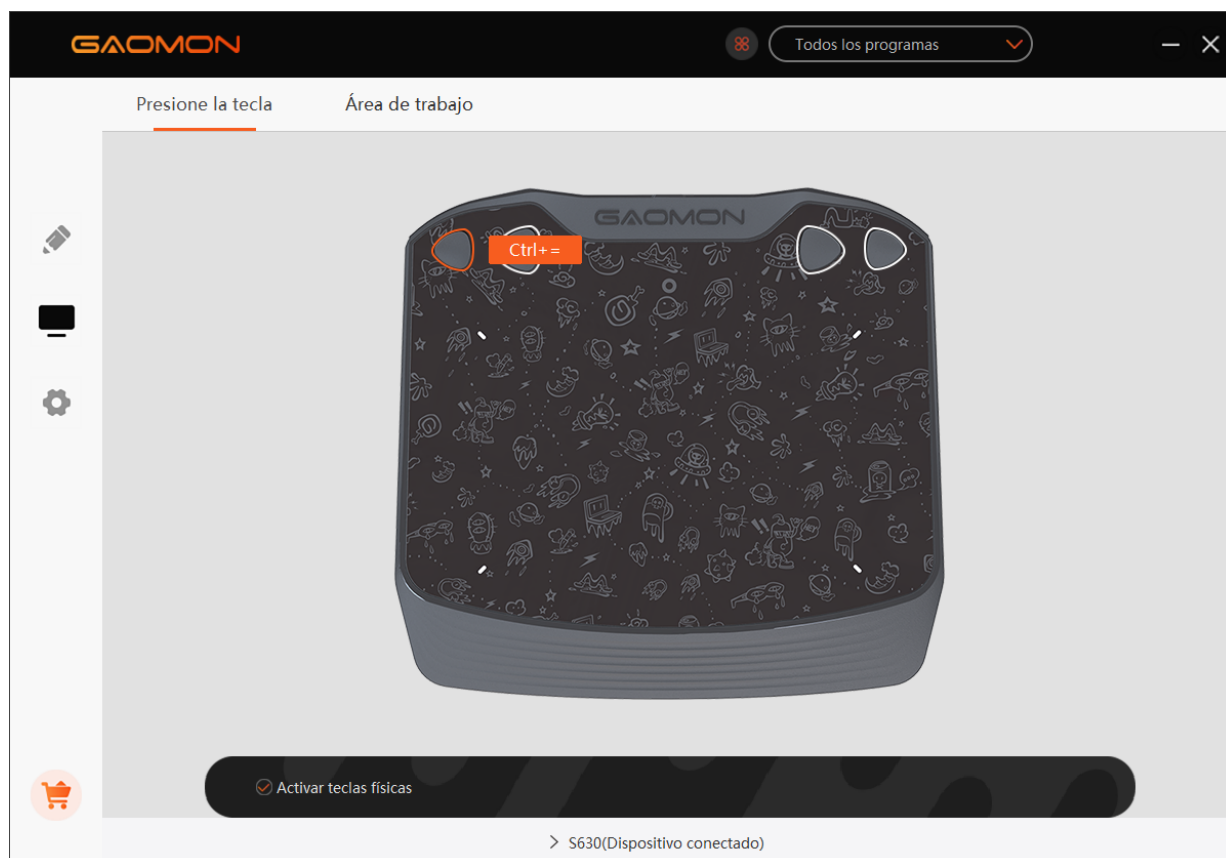 GAOMON
Todos los programas
Presione la tecla
Área de trabajo
GAOMON
Ctrl+=
Activar teclas físicas
S630(Dispositivo conectado)